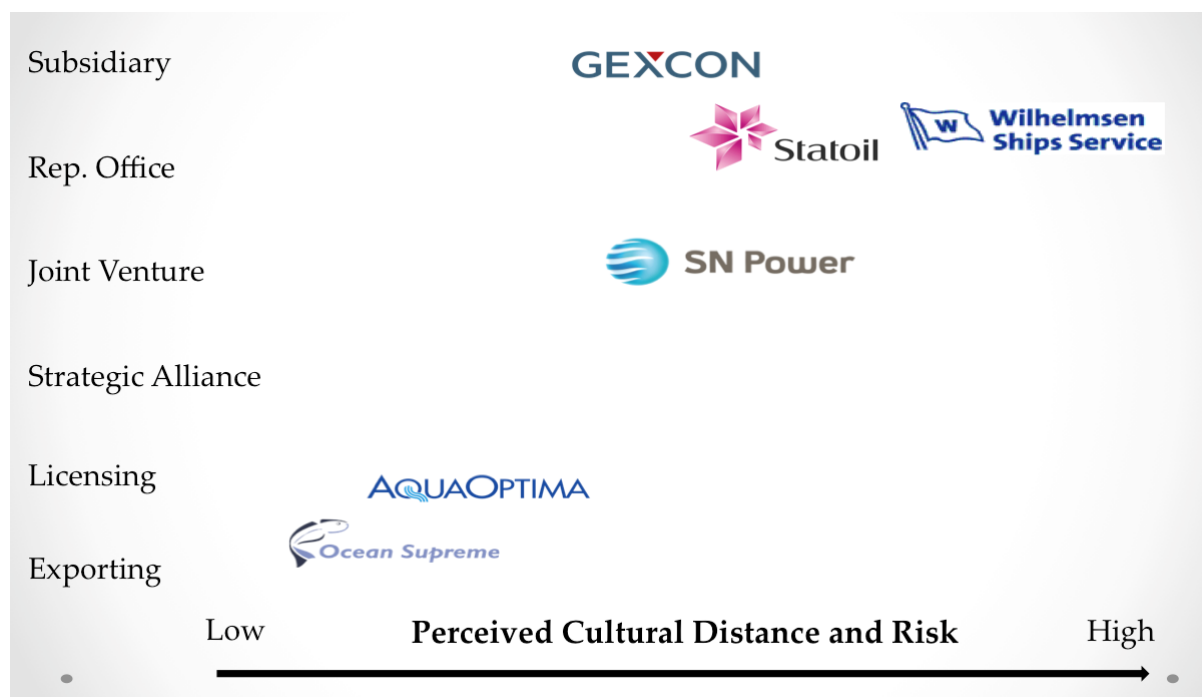 Subsidiary
GEXCON
W Wilhelmsen
Ships Service
Statoil
Rep. Office
Joint Venture
SN Power
Strategic Alliance
Licensing
AQUAOPTIMA
Ocean Supreme
Exporting
Low Perceived Cultural Distance and Risk High